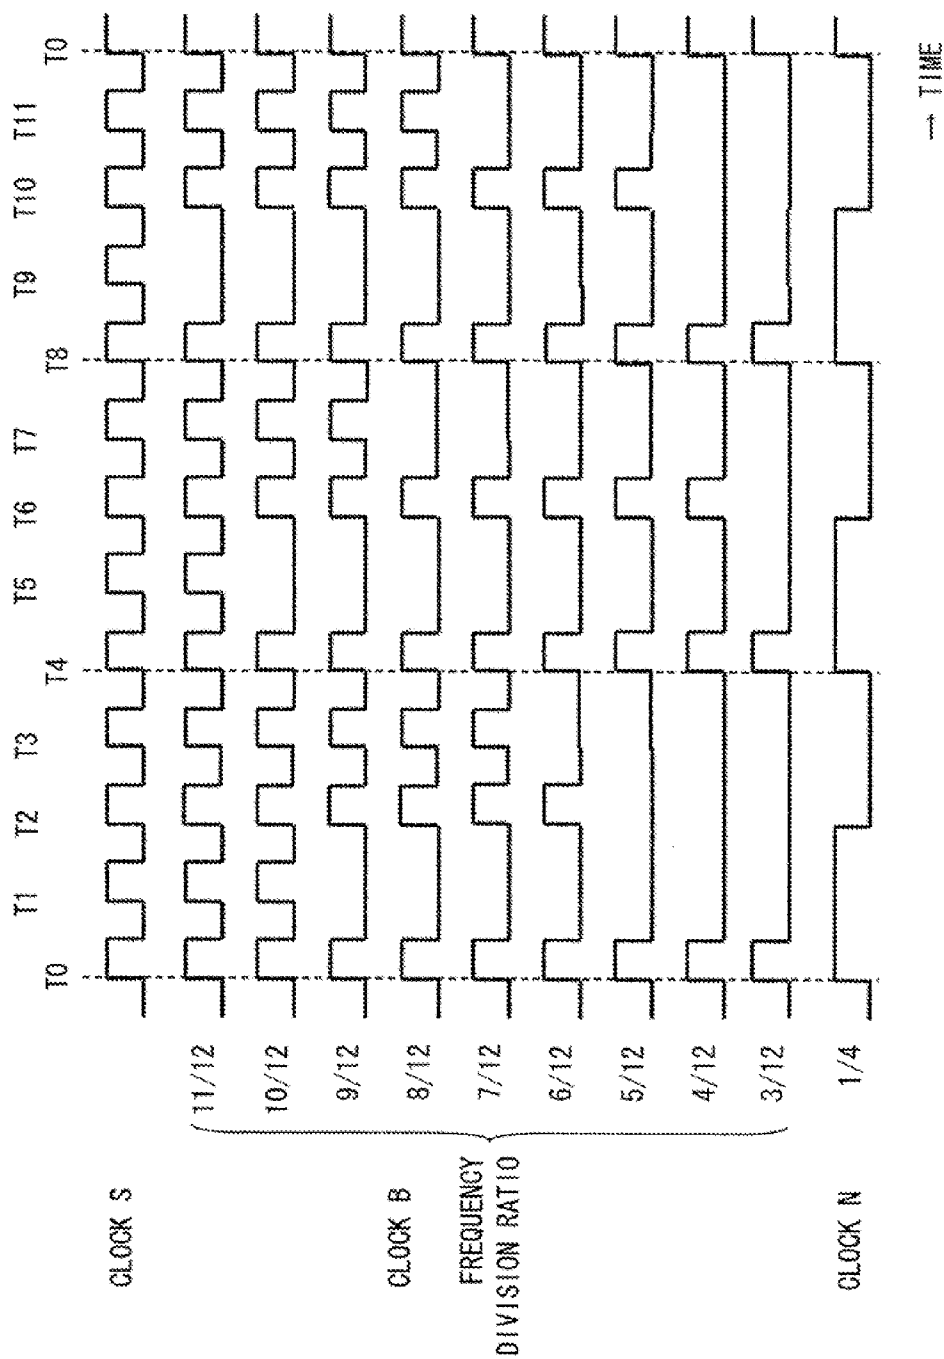 T0 T1 T2 T3 T4 T5 T6 T7 T8 T9 T10 T11 T0
CLOCK S
11/12
10/12
9/12
CLOCK B
8/12
FREQUENCY
DIVISION RATIO
7/12
6/12
5/12
4/12
3/12
CLOCK N
1/4
→ TIME